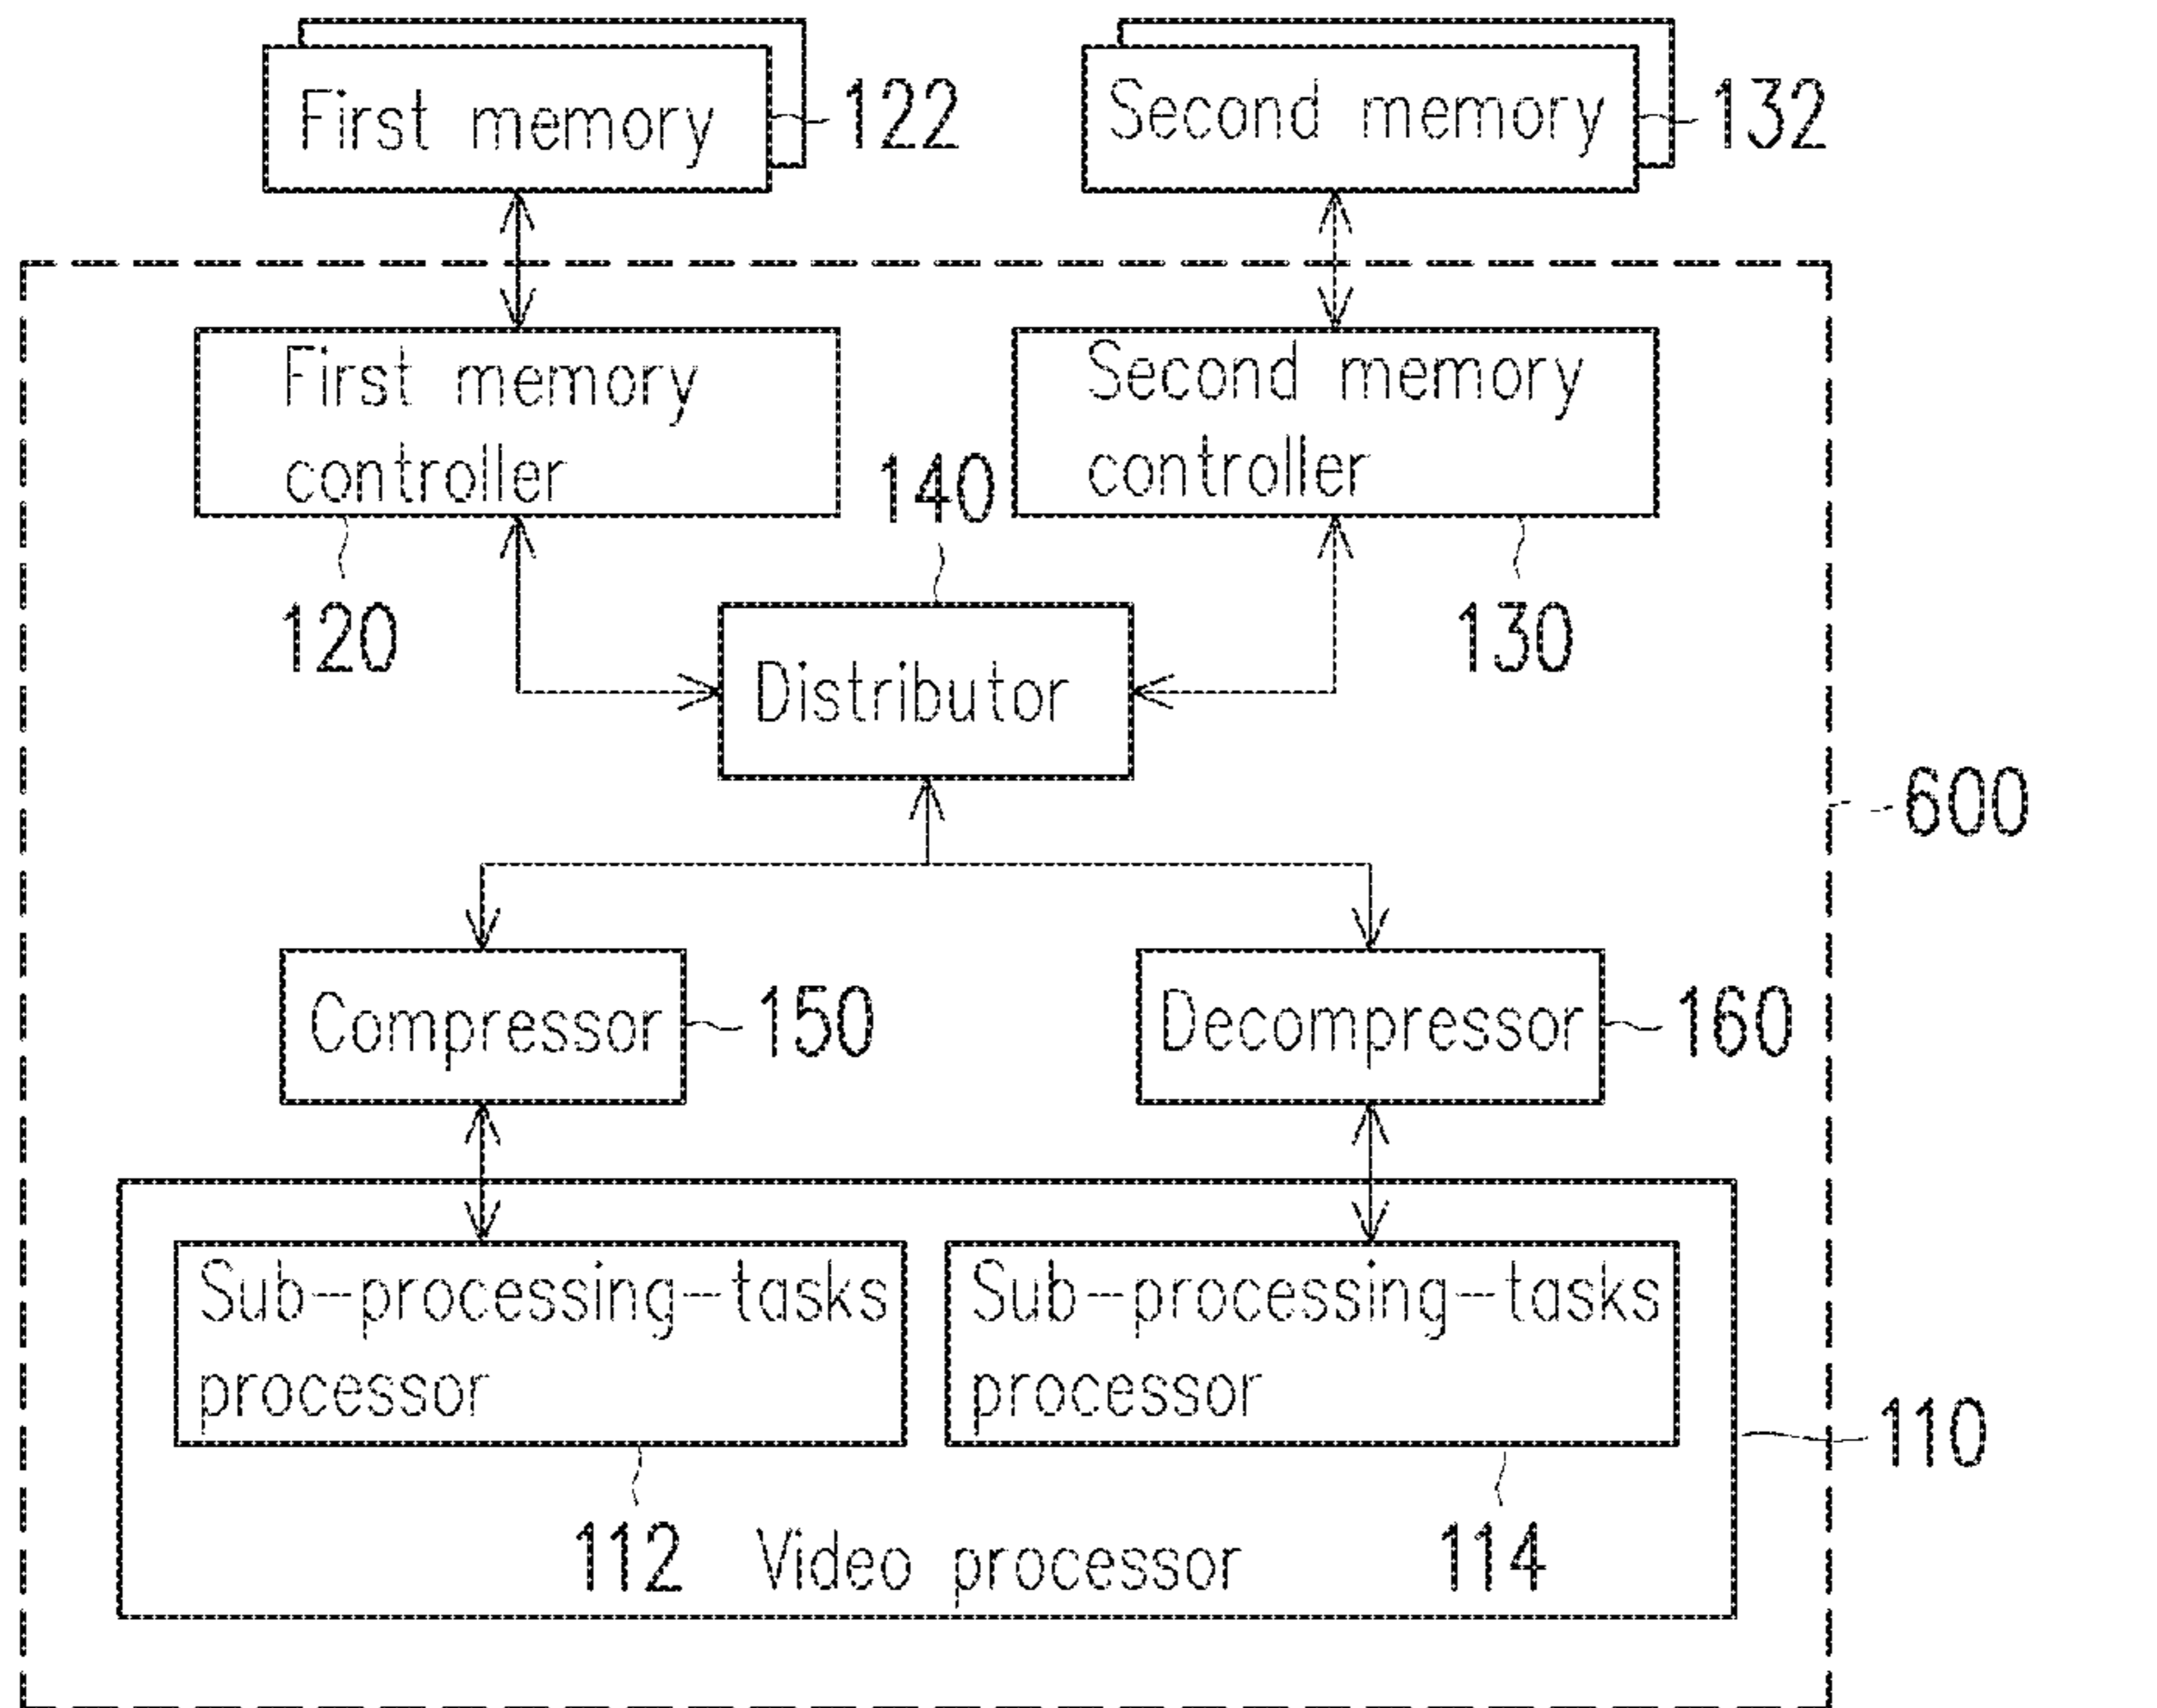 First memory
122
Second memory
132
First memory
controller
Second memory
controller
140
120
130
Distributor
600
Compressor
150
Decompressor
160
Sub-processing-tasks
processor
Sub-processing-tasks
processor
110
112
Video processor
114